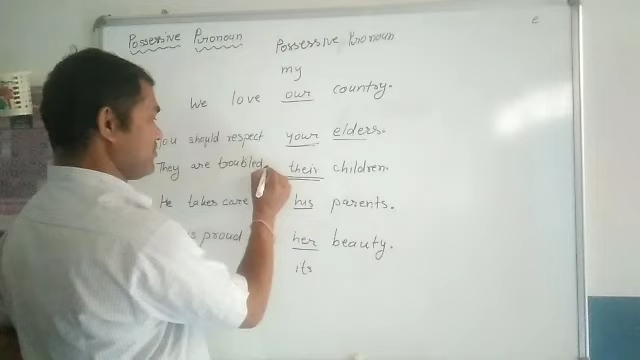 Possessive Pronoun Possessive Pronoun
my
We love our country.
you should respect your elders.
They are troubled their children.
He takes care his parents.
is proud her beauty.
its
e